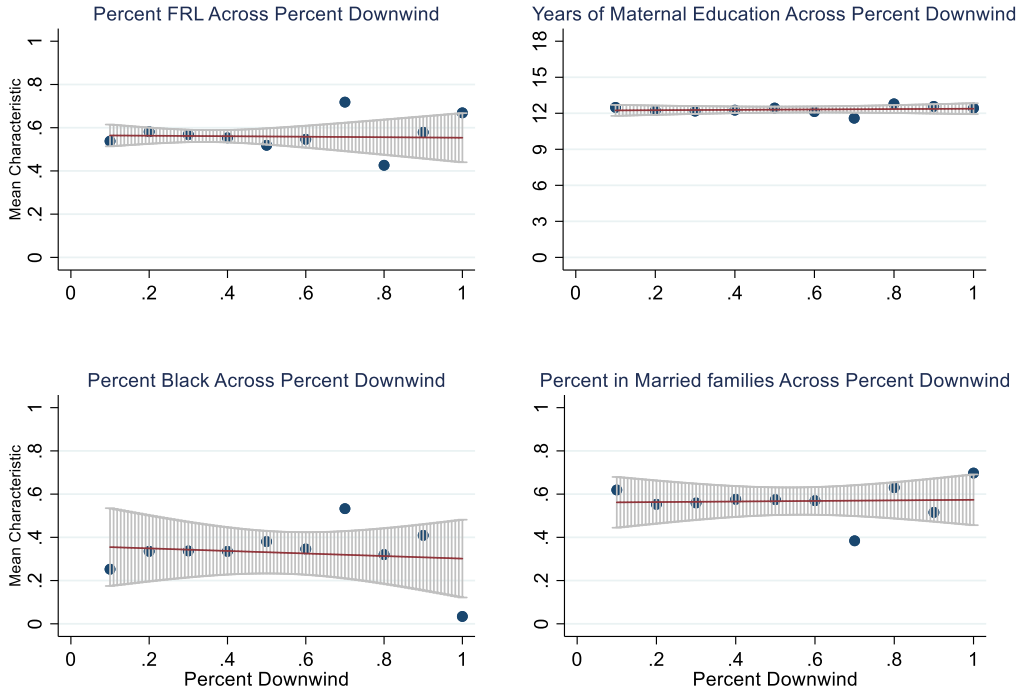 Percent FRL Across Percent Downwind
Mean Characteristic
1
.8
.6
.4
.2
0
0 .2 .4 .6 .8 1
Years of Maternal Education Across Percent Downwind
18
15
12
9
6
3
0
0 .2 .4 .6 .8 1
Percent Black Across Percent Downwind
Mean Characteristic
1
.8
.6
.4
.2
0
0 .2 .4 .6 .8 1
Percent Downwind
Percent in Married families Across Percent Downwind
1
.8
.6
.4
.2
0
0 .2 .4 .6 .8 1
Percent Downwind